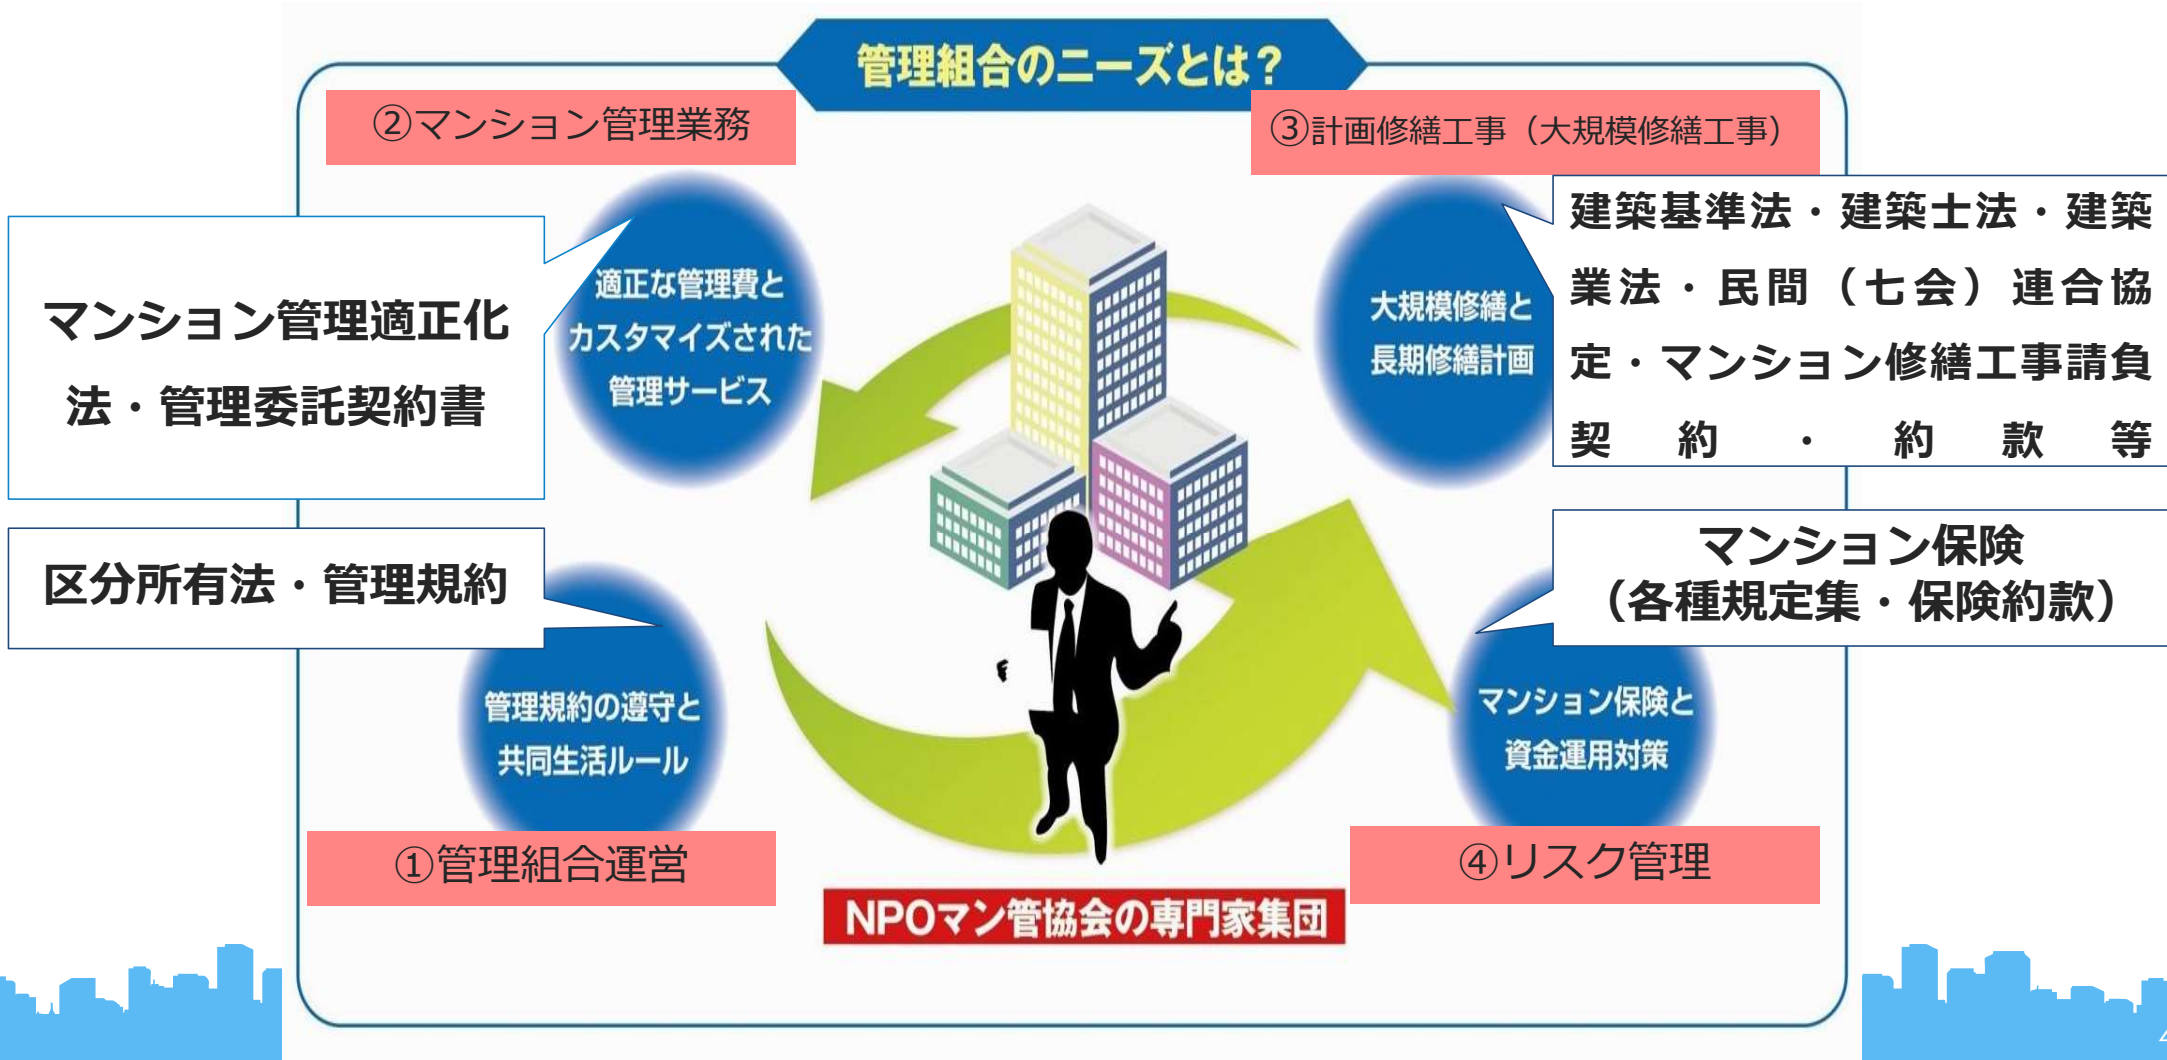 管理組合のニーズとは？
②マンション管理業務
③計画修繕工事（大規模修繕工事）
マンション管理適正化
法・管理委託契約書
適正な管理費と
カスタマイズされた
管理サービス
大規模修繕と
長期修繕計画
建築基準法・建築士法・建築
業法・民間（七会）連合協
定・マンション修繕工事請負
契約・約款等
区分所有法・管理規約
マンション保険
（各種規定集・保険約款）
管理規約の遵守と
共同生活ルール
マンション保険と
資金運用対策
①管理組合運営
④リスク管理
NPOマン管協会の専門家集団